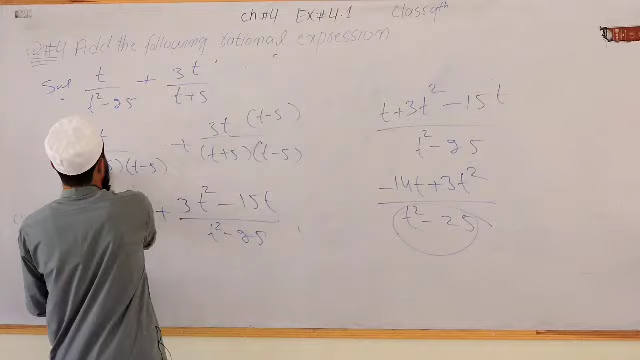 Ch#4 Ex#4.1 Class 9th
Q#4 Add the following rational expression
Sol t/t²-25 + 3t/t+5
)(t-5) + 3t (t-5)/(t+5)(t-5)
+ 3t²-15t/t²-25
t+3t²-15t/t²-25
-14t+3t²/t²-25